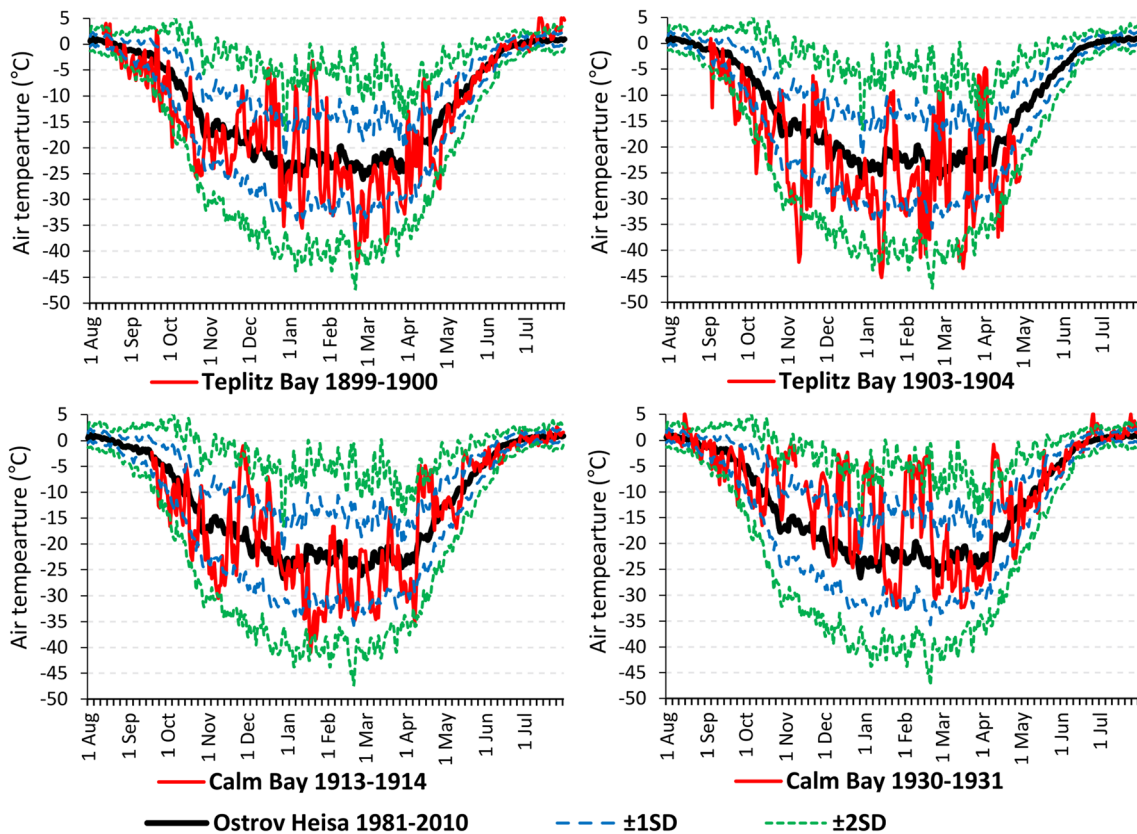 Air tempearture (°C)
5
0
-5
-10
-15
-20
-25
-30
-35
-40
-45
-50
1 Aug
1 Sep
1 Oct
1 Nov
1 Dec
1 Jan
1 Feb
1 Mar
1 Apr
1 May
1 Jun
1 Jul
Teplitz Bay 1899-1900
Air tempearture (°C)
5
0
-5
-10
-15
-20
-25
-30
-35
-40
-45
-50
1 Aug
1 Sep
1 Oct
1 Nov
1 Dec
1 Jan
1 Feb
1 Mar
1 Apr
1 May
1 Jun
1 Jul
Teplitz Bay 1903-1904
Air tempearture (°C)
5
0
-5
-10
-15
-20
-25
-30
-35
-40
-45
-50
1 Aug
1 Sep
1 Oct
1 Nov
1 Dec
1 Jan
1 Feb
1 Mar
1 Apr
1 May
1 Jun
1 Jul
Calm Bay 1913-1914
Air tempearture (°C)
5
0
-5
-10
-15
-20
-25
-30
-35
-40
-45
-50
1 Aug
1 Sep
1 Oct
1 Nov
1 Dec
1 Jan
1 Feb
1 Mar
1 Apr
1 May
1 Jun
1 Jul
Calm Bay 1930-1931
Ostrov Heisa 1981-2010 ±1SD ±2SD